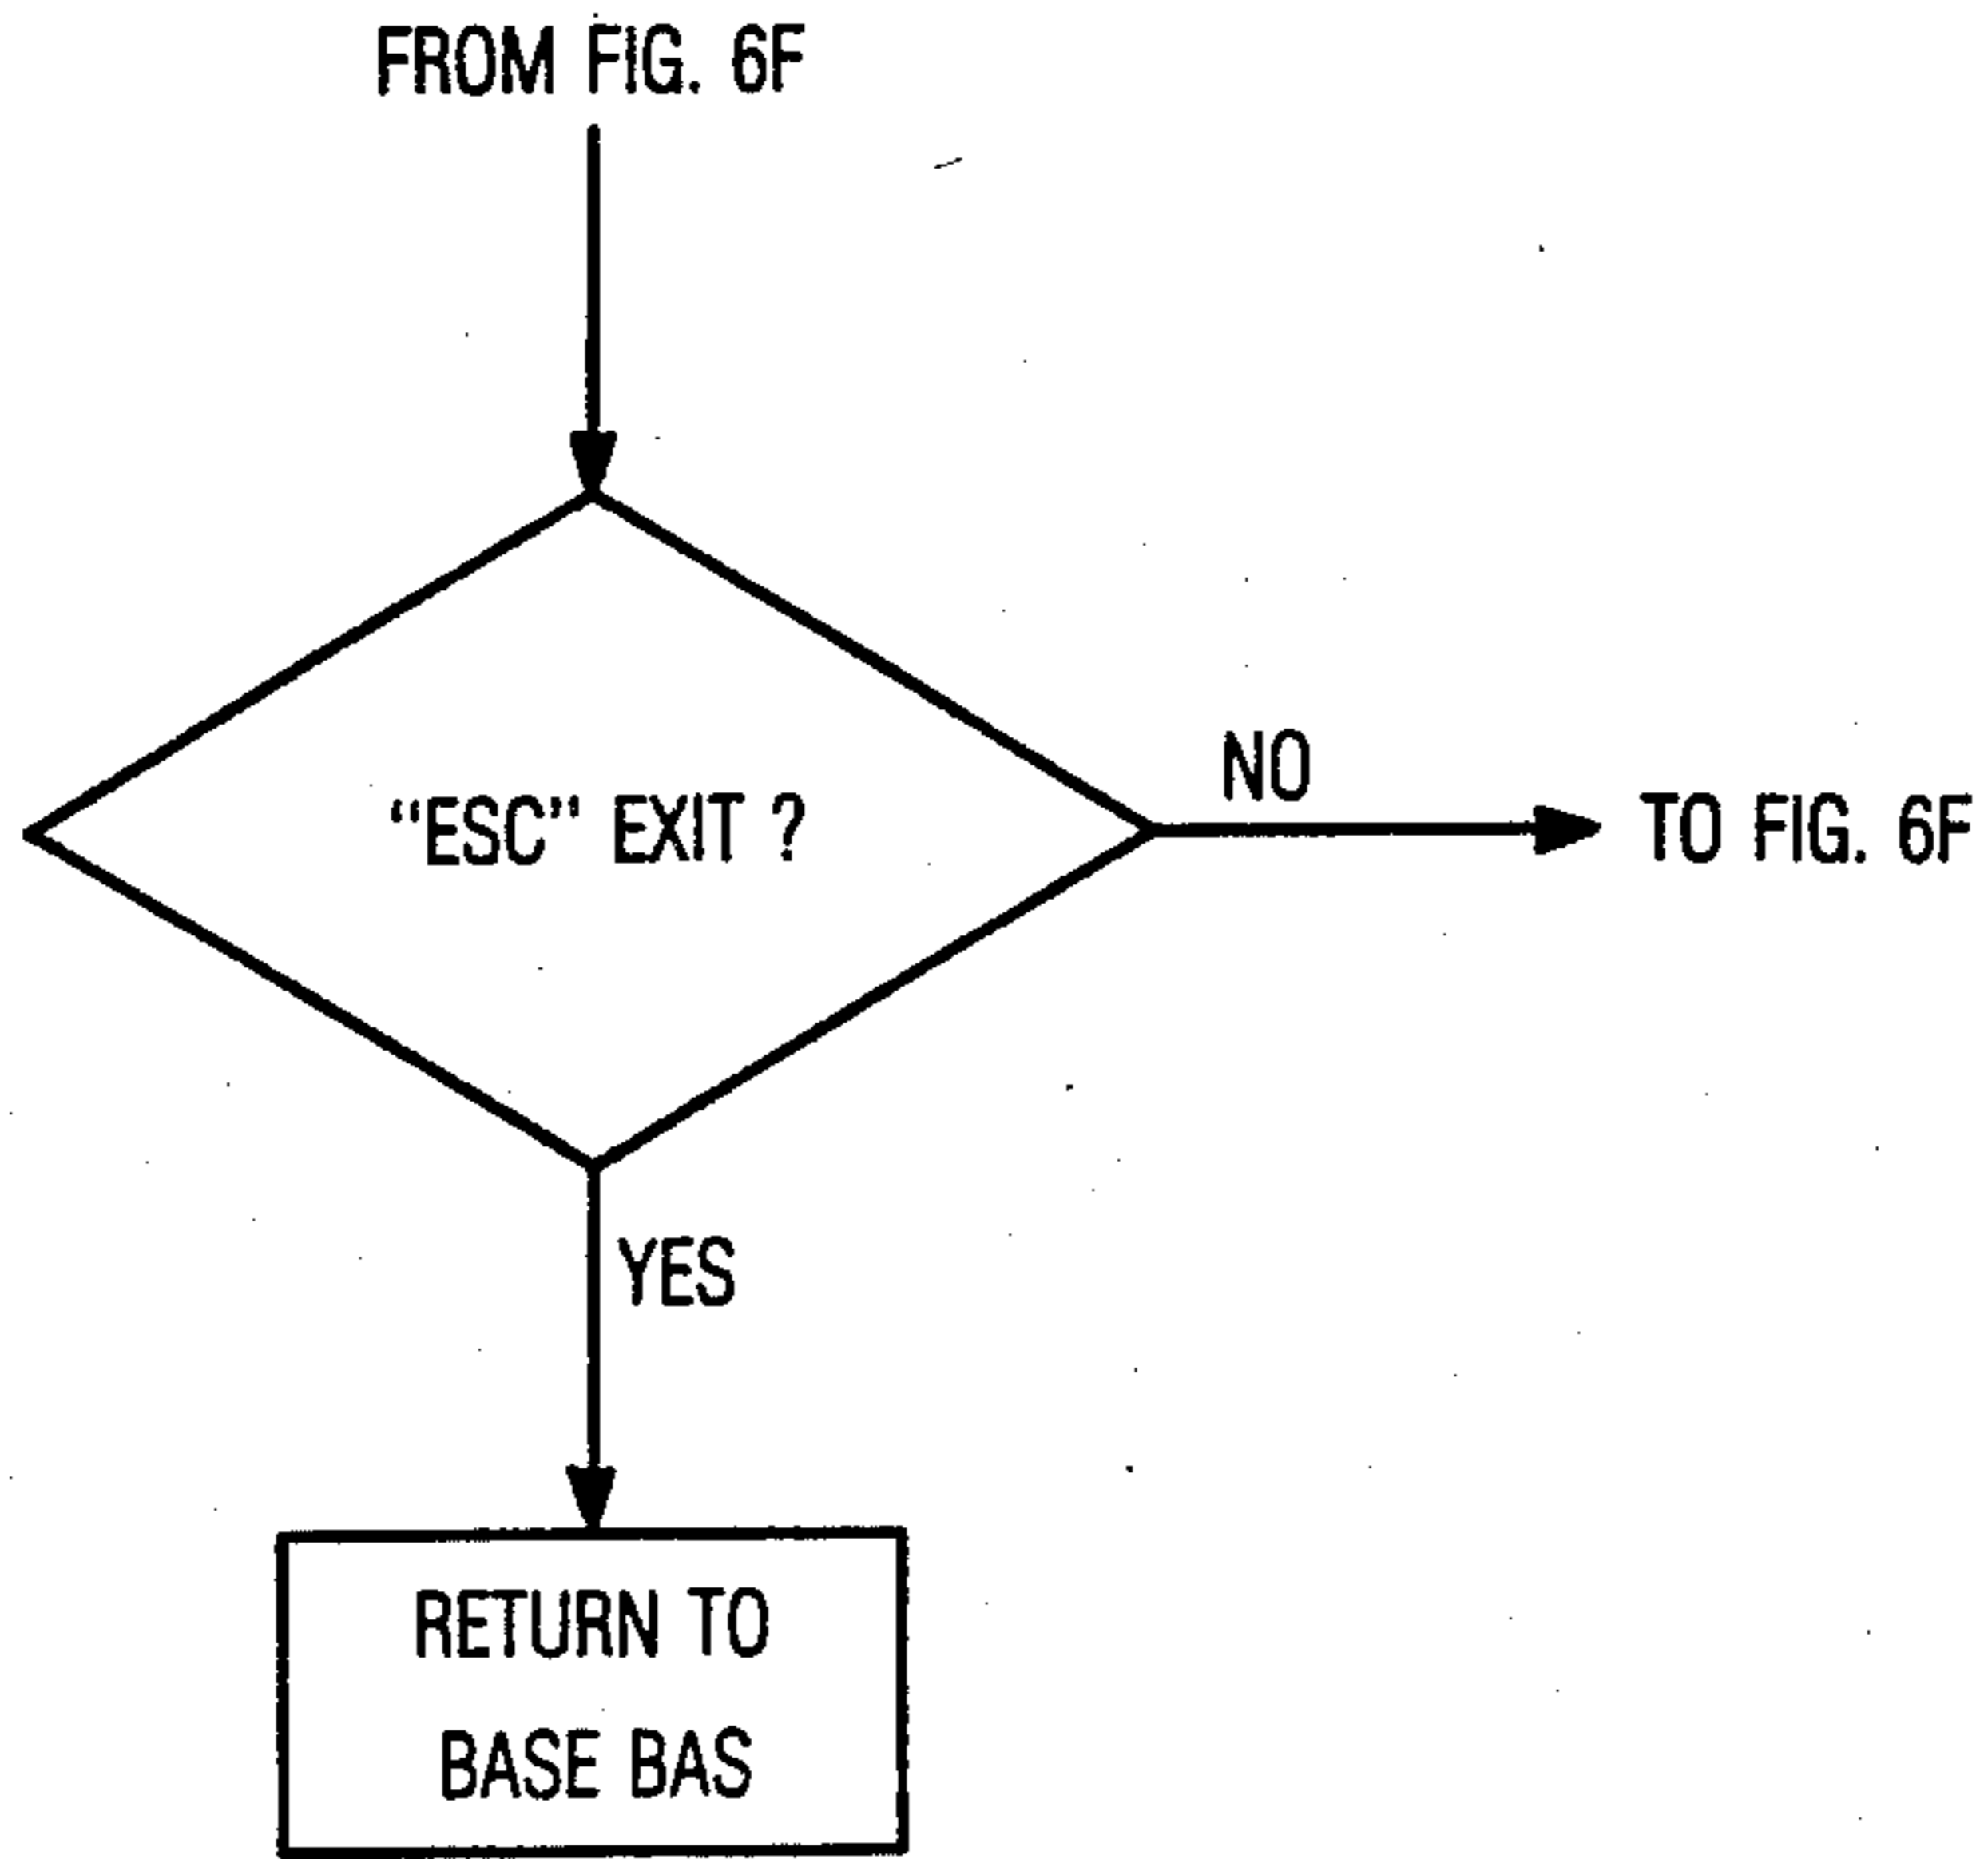 FROM FIG. 6F
NO
“ESC” EXIT ?
TO FIG. 6F
YES
RETURN TO
BASE BAS